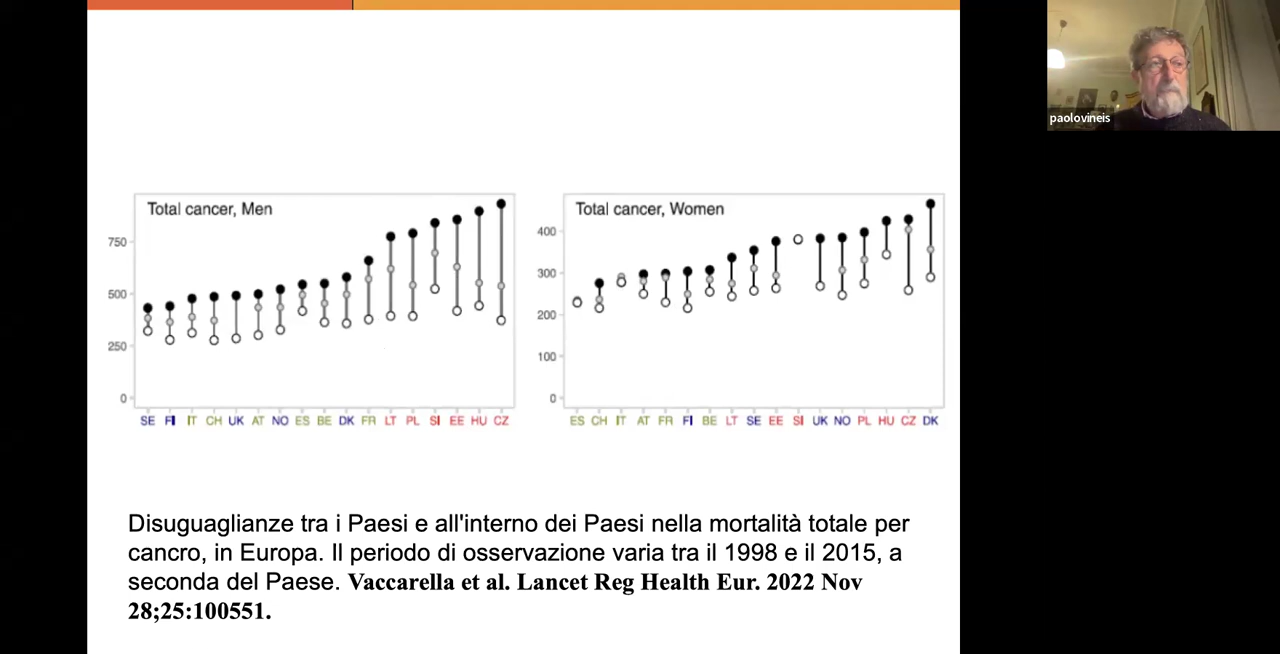 paolovineis
Total cancer, Men
750
500
250
0
SE FI IT CH UK AT NO ES BE DK FR LT PL SI EE HU CZ
Total cancer, Women
400
300
200
100
0
ES CH IT AT FR FI BE LT SE EE SI UK NO PL HU CZ DK
Disuguaglianze tra i Paesi e all'interno dei Paesi nella mortalità totale per
cancro, in Europa. Il periodo di osservazione varia tra il 1998 e il 2015, a
seconda del Paese. Vaccarella et al. Lancet Reg Health Eur. 2022 Nov
28;25:100551.